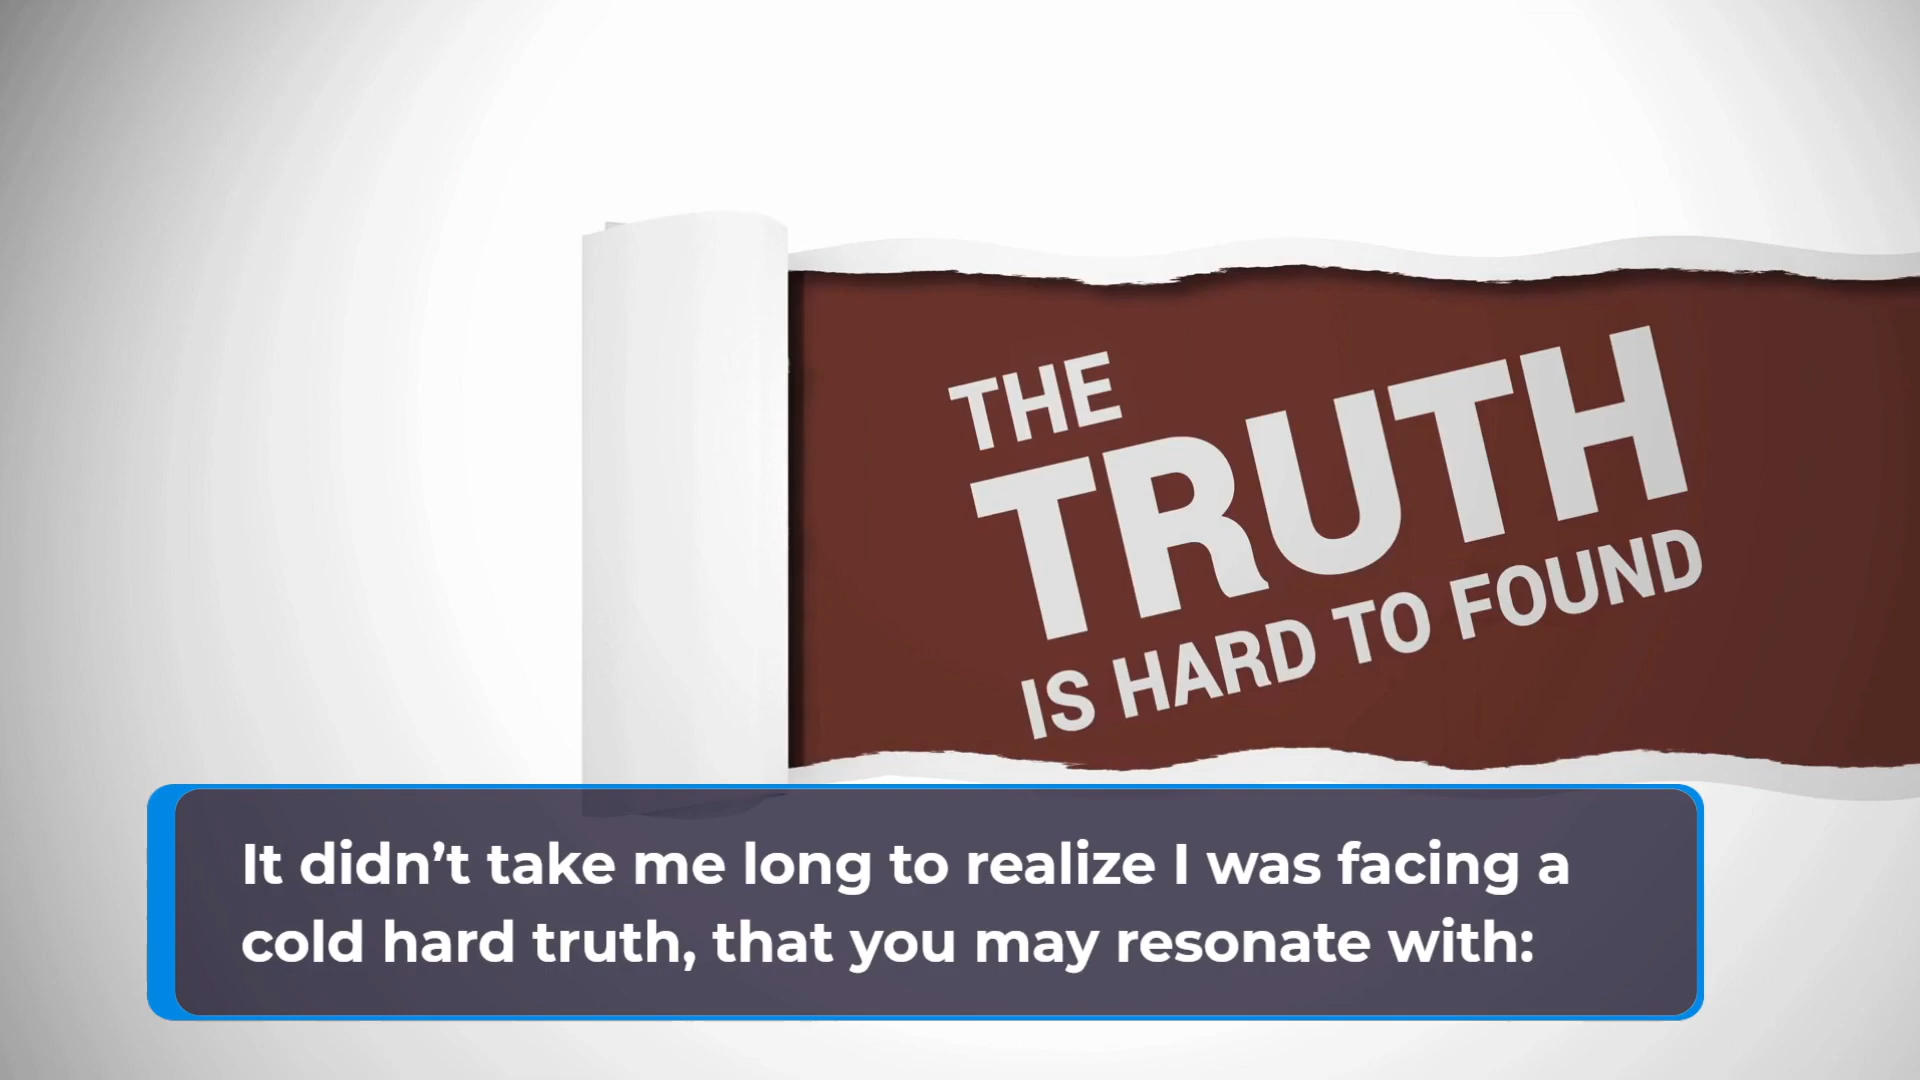 THE
TRUTH
IS HARD TO FOUND
It didn’t take me long to realize I was facing a
cold hard truth, that you may resonate with: